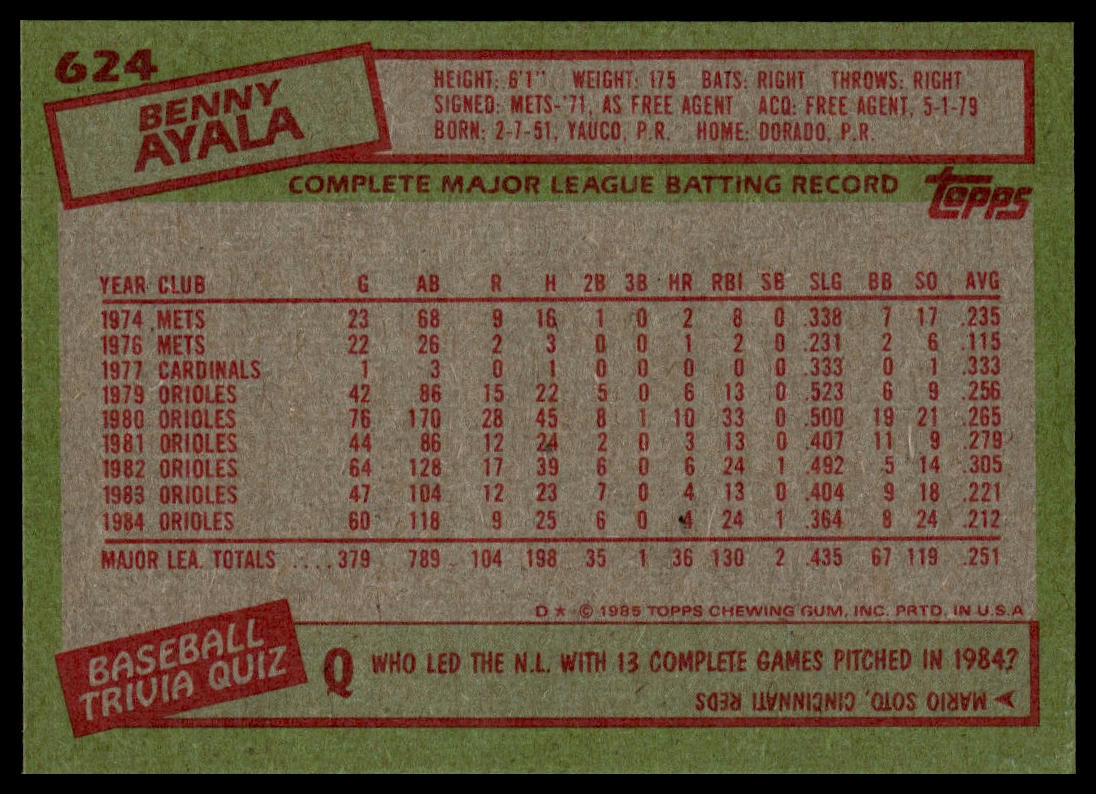 624
BENNY
AYALA
HEIGHT: 6'1" WEIGHT: 175 BATS: RIGHT THROWS: RIGHT
SIGNED: METS-'71, AS FREE AGENT ACQ: FREE AGENT, 5-1-79
BORN: 2-7-51, YAUCO, P.R. HOME: DORADO, P.R.
COMPLETE MAJOR LEAGUE BATTING RECORD
topps
YEAR CLUB G AB R H 2B 3B HR RBI SB SLG BB SO AVG
1974 METS 23 68 9 16 1 0 2 8 0 .338 7 17 .235
1976 METS 22 26 2 3 0 0 1 2 0 .231 2 6 .115
1977 CARDINALS 1 3 0 1 0 0 0 0 0 .333 0 1 .333
1979 ORIOLES 42 86 15 22 5 0 6 13 0 .523 6 9 .256
1980 ORIOLES 76 170 28 45 8 1 10 33 0 .500 19 21 .265
1981 ORIOLES 44 86 12 24 2 0 3 13 0 .407 11 9 .279
1982 ORIOLES 64 128 17 39 6 0 6 24 1 .492 5 14 .305
1983 ORIOLES 47 104 12 23 7 0 4 13 0 .404 9 18 .221
1984 ORIOLES 60 118 9 25 6 0 4 24 1 .364 8 24 .212
MAJOR LEA. TOTALS ....379 789 104 198 35 1 36 130 2 .435 67 119 .251
D★ © 1985 TOPPS CHEWING GUM, INC. PRTD. IN U.S.A
BASEBALL
TRIVIA QUIZ
Q WHO LED THE N.L. WITH 13 COMPLETE GAMES PITCHED IN 1984?
MARIO SOTO, CINCINNATI REDS